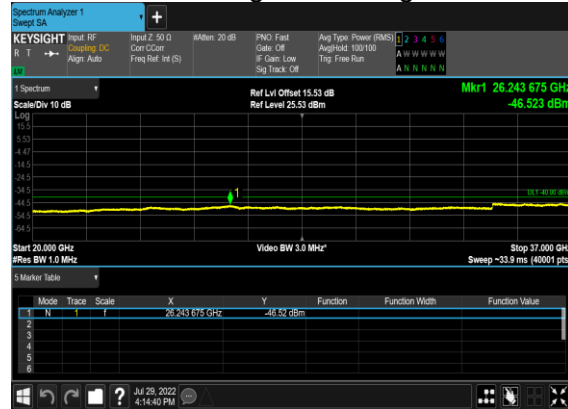 Spectrum Analyzer 1
Swept SA
+
KEYSIGHT Input: RF Input Z: 50 Ω #Atten: 20 dB PNO: Fast Avg Type: Power (RMS) 1 2 3 4 5 6
R T Coupling: DC Corr CCorr Gate: Off Avg|Hold: 100/100 A W W W W W
Align: Auto Freq Ref: Int (S) IF Gain: Low Trig: Free Run
Sig Track: Off A N N N N N
1 Spectrum Ref Lvl Offset 15.53 dB Mkr1 26.243 675 GHz
Scale/Div 10 dB Ref Level 25.53 dBm -46.523 dBm
Log
15.5
5.53
-4.47
-14.5
-24.5
-34.5
1
-44.5
-54.5
-64.5
Start 20.000 GHz Video BW 3.0 MHz* Stop 37.000 GHz
#Res BW 1.0 MHz Sweep ~33.9 ms (40001 pts)
5 Marker Table
Mode Trace Scale X Y Function Function Width Function Value
1 N 1 f 26.243 675 GHz -46.52 dBm
2
3
4
5
6
? Jul 29, 2022
4:14:40 PM